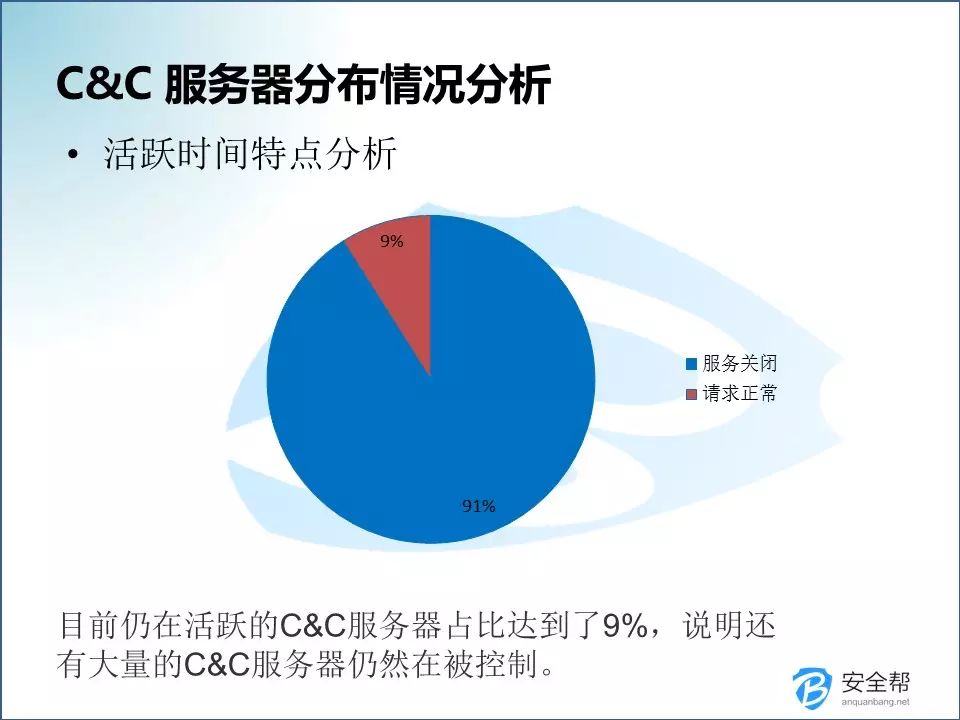 C&C 服务器分布情况分析
• 活跃时间特点分析
9%
服务关闭
请求正常
91%
目前仍在活跃的C&C服务器占比达到了9%，说明还
有大量的C&C服务器仍然在被控制。
安全帮
anquanbang.net